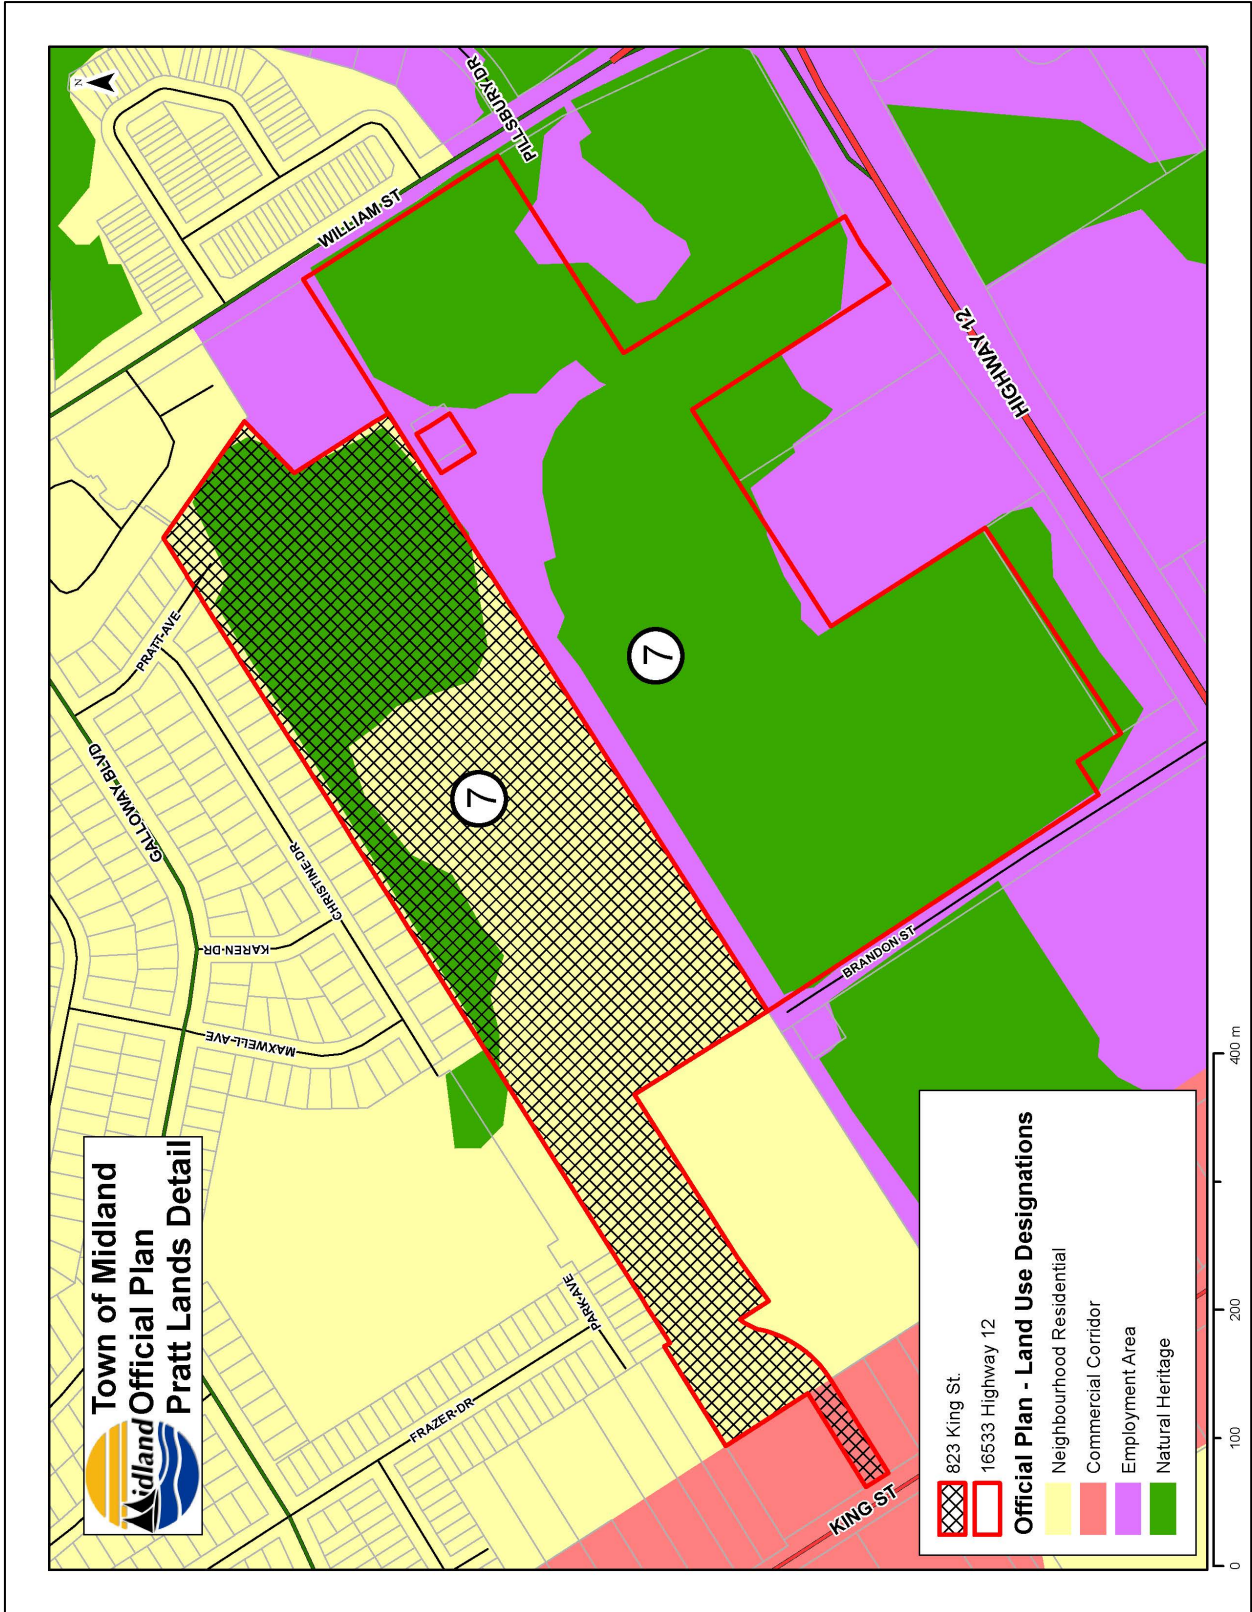 Town of Midland
Official Plan
Pratt Lands Detail
Midland
N
WILLIAM ST
PILLSBURY DR
PRATT AVE
GALLOWAY BLVD
CHRISTINE DR
KAREN DR
MAXWELL AVE
7
7
HIGHWAY 12
BRANDON ST
PARK AVE
FRAZER DR
KING ST
823 King St.
16533 Highway 12
Official Plan - Land Use Designations
Neighbourhood Residential
Commercial Corridor
Employment Area
Natural Heritage
0 100 200 400 m